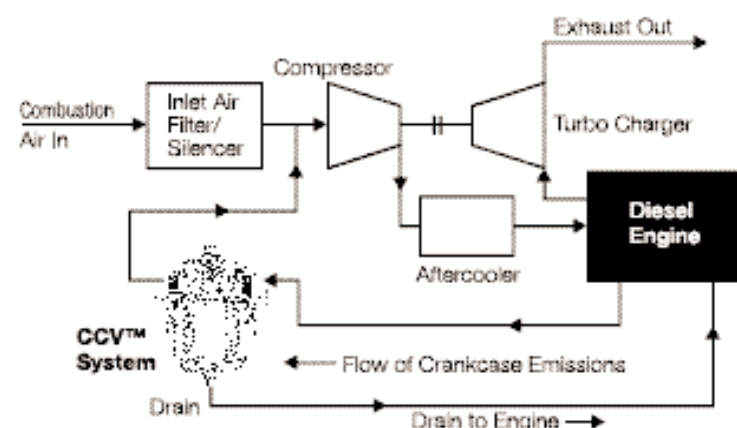 Exhaust Out
Compressor
Combustion
Air In
Inlet Air
Filter/
Silencer
Turbo Charger
Diesel
Engine
Aftercooler
CCV™
System
Flow of Crankcase Emissions
Drain
Drain to Engine